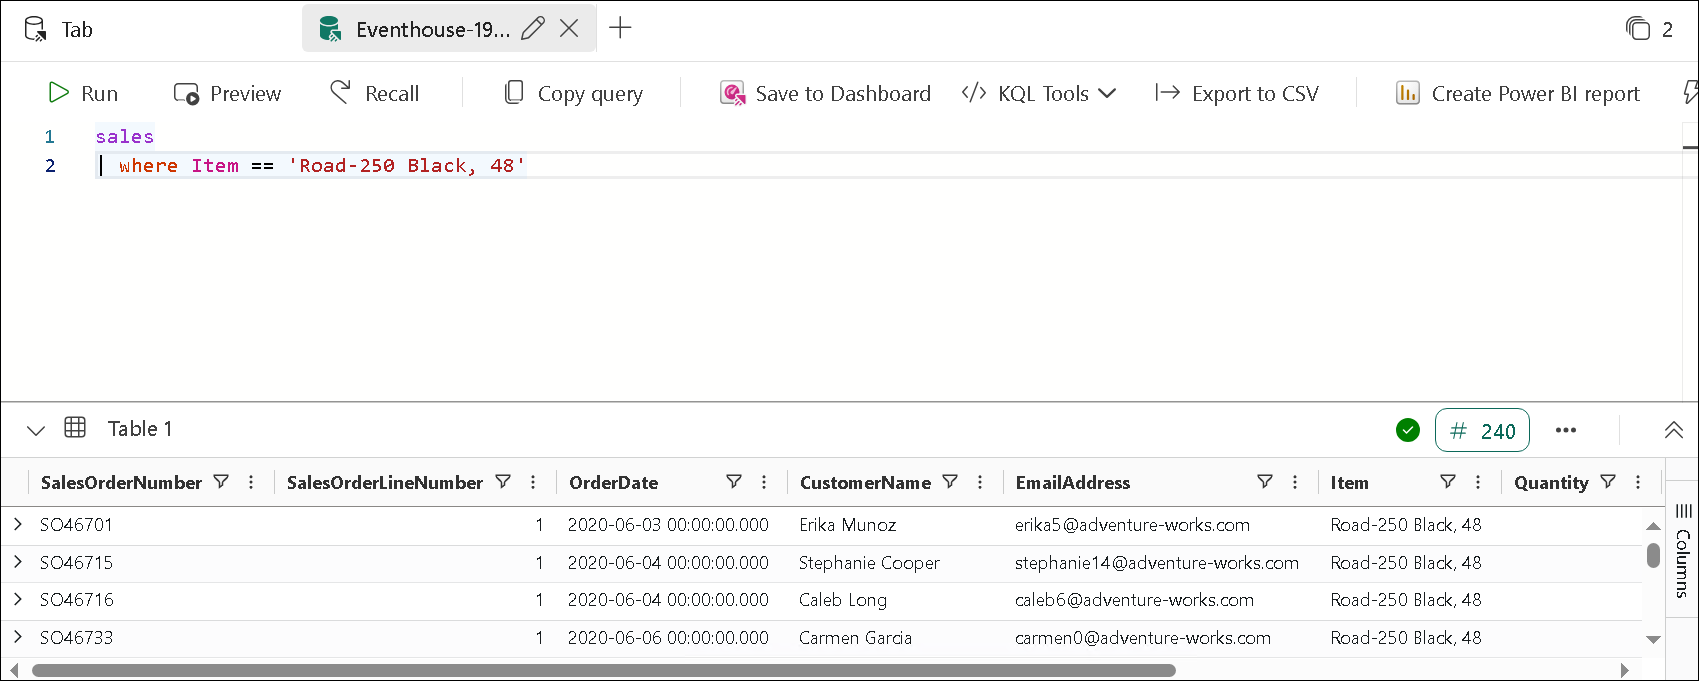 Tab
Eventhouse-19...
2
Run Preview Recall Copy query Save to Dashboard KQL Tools Export to CSV Create Power BI report
1 sales
2 | where Item == 'Road-250 Black, 48'
Table 1
# 240 •••
SalesOrderNumber SalesOrderLineNumber OrderDate CustomerName EmailAddress Item Quantity
SO46701 1 2020-06-03 00:00:00.000 Erika Munoz erika5@adventure-works.com Road-250 Black, 48
SO46715 1 2020-06-04 00:00:00.000 Stephanie Cooper stephanie14@adventure-works.com Road-250 Black, 48
SO46716 1 2020-06-04 00:00:00.000 Caleb Long caleb6@adventure-works.com Road-250 Black, 48
SO46733 1 2020-06-06 00:00:00.000 Carmen Garcia carmen0@adventure-works.com Road-250 Black, 48
Columns